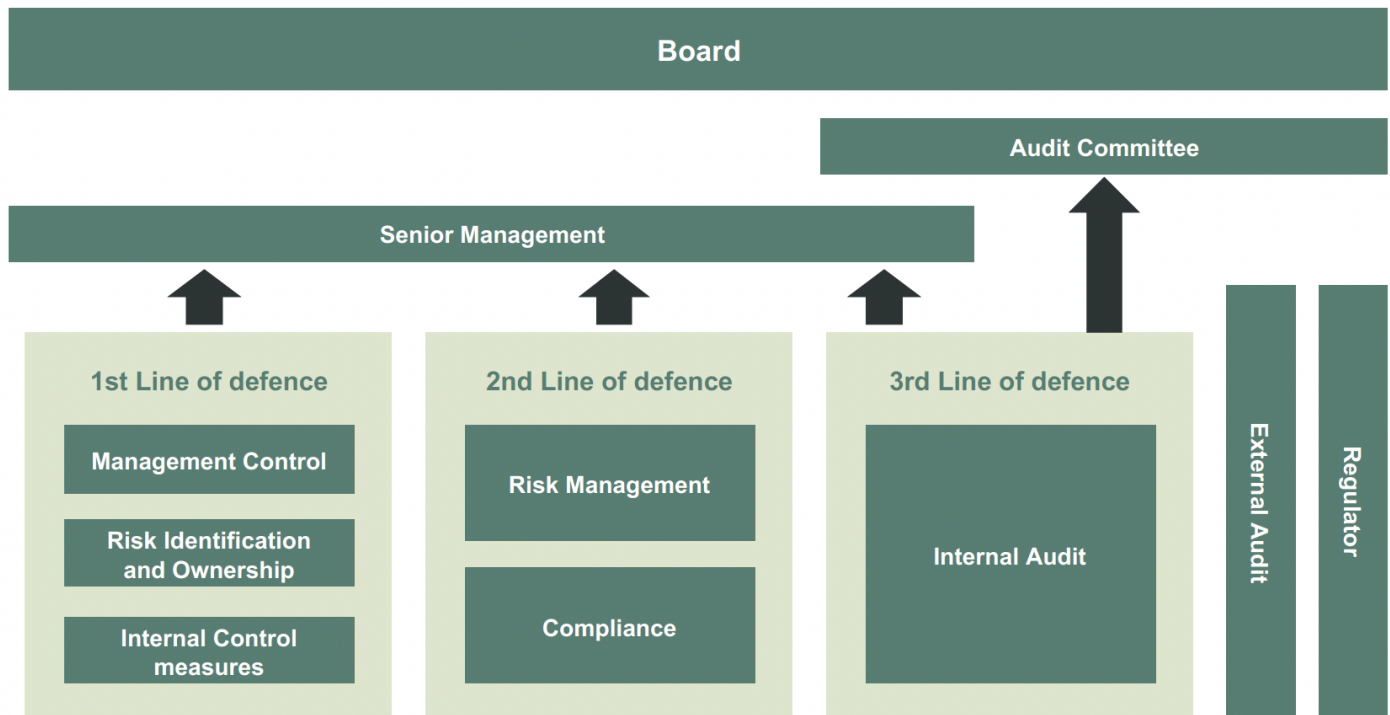 Board
Audit Committee
Senior Management
1st Line of defence
Management Control
Risk Identification
and Ownership
Internal Control
measures
2nd Line of defence
Risk Management
Compliance
3rd Line of defence
Internal Audit
External Audit
Regulator